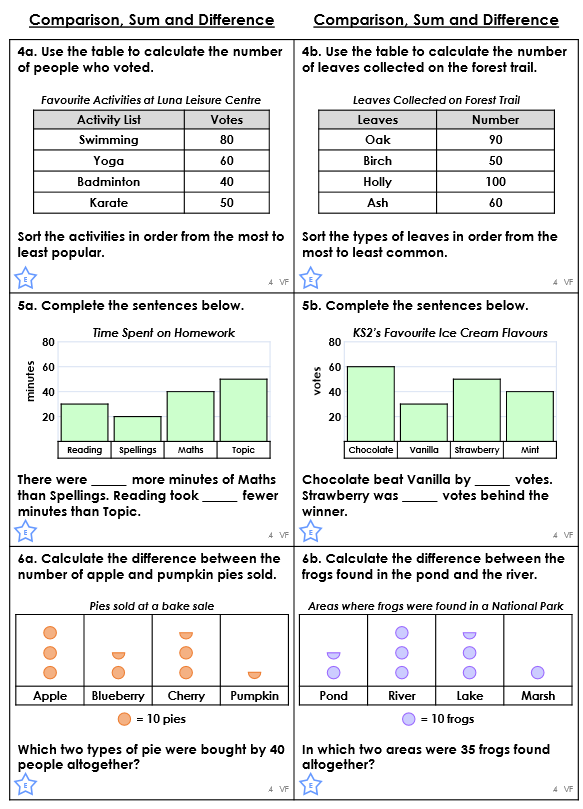 Comparison, Sum and Difference
Comparison, Sum and Difference
4a. Use the table to calculate the number
of people who voted.
Favourite Activities at Luna Leisure Centre
Activity List Votes
Swimming 80
Yoga 60
Badminton 40
Karate 50
Sort the activities in order from the most to
least popular.
E
4 VF
4b. Use the table to calculate the number
of leaves collected on the forest trail.
Leaves Collected on Forest Trail
Leaves Number
Oak 90
Birch 50
Holly 100
Ash 60
Sort the types of leaves in order from the
most to least common.
E
4 VF
5a. Complete the sentences below.
Time Spent on Homework
minutes
80
60
40
20
Reading Spellings Maths Topic
There were _____ more minutes of Maths
than Spellings. Reading took _____ fewer
minutes than Topic.
E
4 VF
5b. Complete the sentences below.
KS2's Favourite Ice Cream Flavours
votes
80
60
40
20
Chocolate Vanilla Strawberry Mint
Chocolate beat Vanilla by _____ votes.
Strawberry was _____ votes behind the
winner.
E
4 VF
6a. Calculate the difference between the
number of apple and pumpkin pies sold.
Pies sold at a bake sale
Apple Blueberry Cherry Pumpkin
= 10 pies
Which two types of pie were bought by 40
people altogether?
E
4 VF
6b. Calculate the difference between the
frogs found in the pond and the river.
Areas where frogs were found in a National Park
Pond River Lake Marsh
= 10 frogs
In which two areas were 35 frogs found
altogether?
E
4 VF